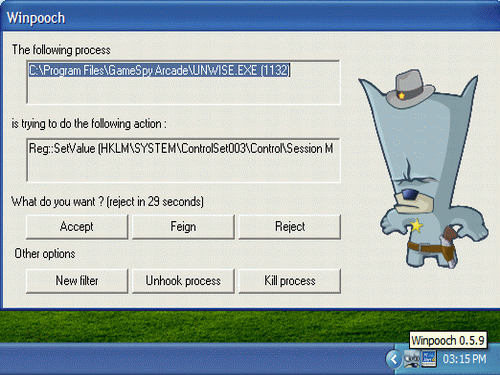 Winpooch
The following process
C:\Program Files\GameSpy Arcade\UNWISE.EXE (1132)
is trying to do the following action :
Reg::SetValue (HKLM\SYSTEM\ControlSet003\Control\Session M
What do you want ? (reject in 29 seconds)
Accept Feign Reject
Other options
New filter Unhook process Kill process
Winpooch 0.5.9
03:15 PM